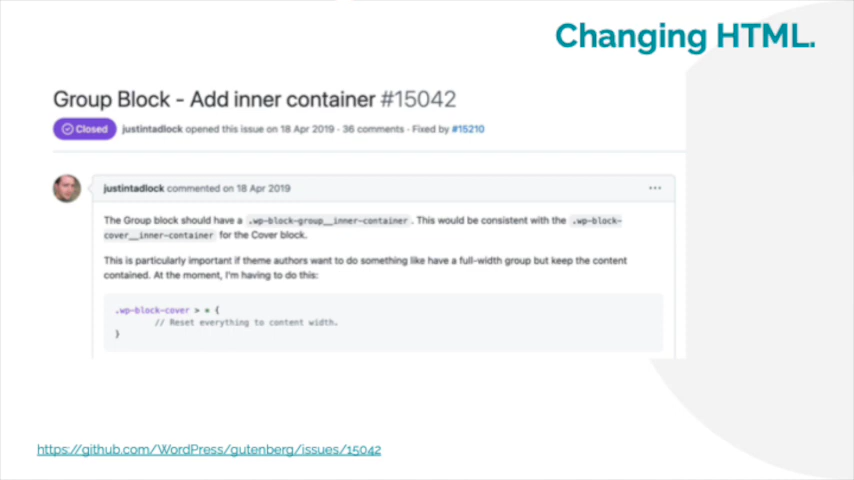 Changing HTML.
Group Block - Add inner container #15042
Closed justintadlock opened this issue on 18 Apr 2019 · 36 comments · Fixed by #15210
justintadlock commented on 18 Apr 2019
The Group block should have a .wp-block-group__inner-container. This would be consistent with the .wp-block-
cover__inner-container for the Cover block.
This is particularly important if theme authors want to do something like have a full-width group but keep the content
contained. At the moment, I'm having to do this:
.wp-block-cover > * {
// Reset everything to content width.
}
https://github.com/WordPress/gutenberg/issues/15042